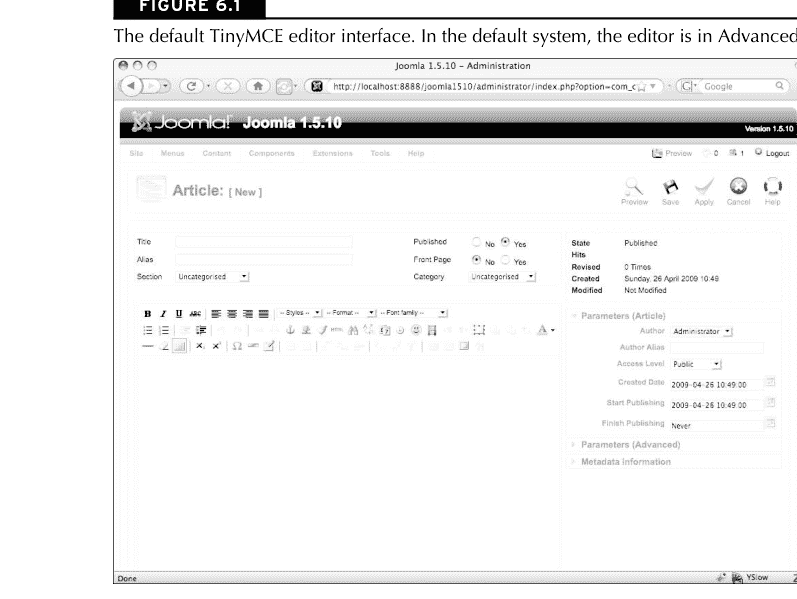 FIGURE 6.1
The default TinyMCE editor interface. In the default system, the editor is in Advanced
Joomla 1.5.10 - Administration
http://localhost:8888/joomla1510/administrator/index.php?option=com_c
Google
Joomla! Joomla 1.5.10
Version 1.5.10
Site Menus Content Components Extensions Tools Help Preview 0 1 Logout
Article: [ New ]
Preview Save Apply Cancel Help
Title Published No Yes
Alias Front Page No Yes
Section Uncategorised Category Uncategorised
State Published
Hits
Revised 0 Times
Created Sunday, 26 April 2009 10:49
Modified Not Modified
B I U ABC -- Styles -- -- Format -- -- Font family --
HTML
Parameters (Article)
Author Administrator
Author Alias
Access Level Public
Created Date 2009-04-26 10:49:00
Start Publishing 2009-04-26 10:49:00
Finish Publishing Never
Parameters (Advanced)
Metadata Information
Done
YSlow